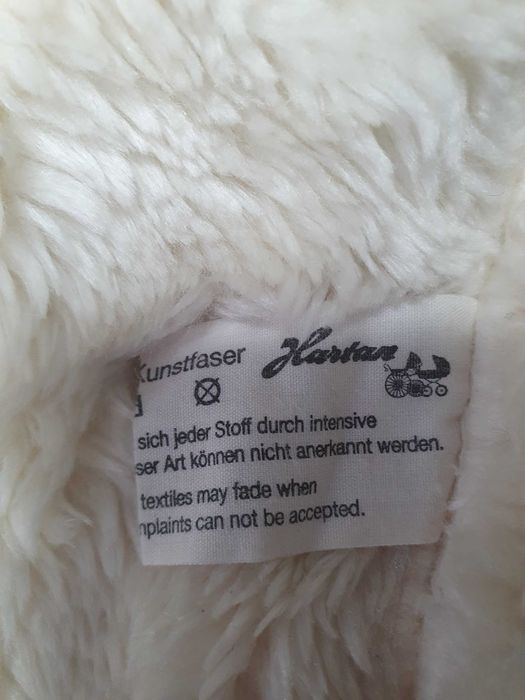 Kunstfaser Hartan
sich jeder Stoff durch intensive
ser Art können nicht anerkannt werden.
textiles may fade when
mplaints can not be accepted.